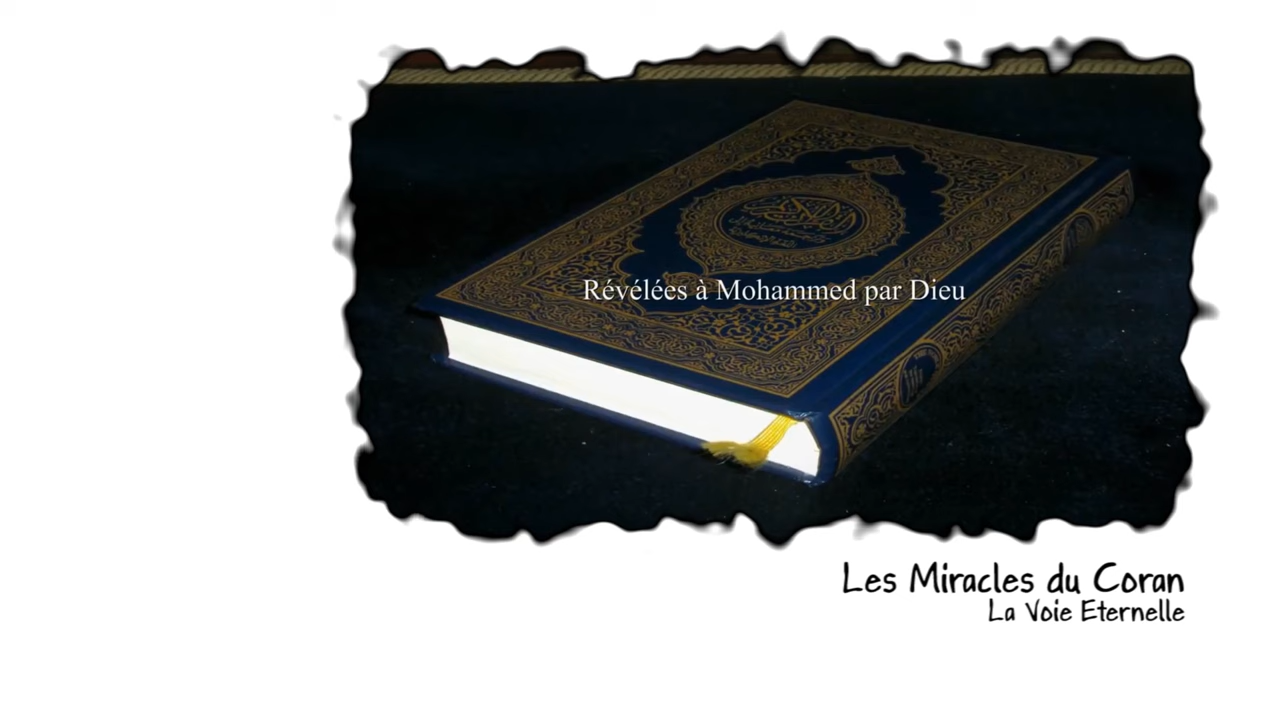 Révélées à Mohammed par Dieu
Les Miracles du Coran
La Voie Eternelle